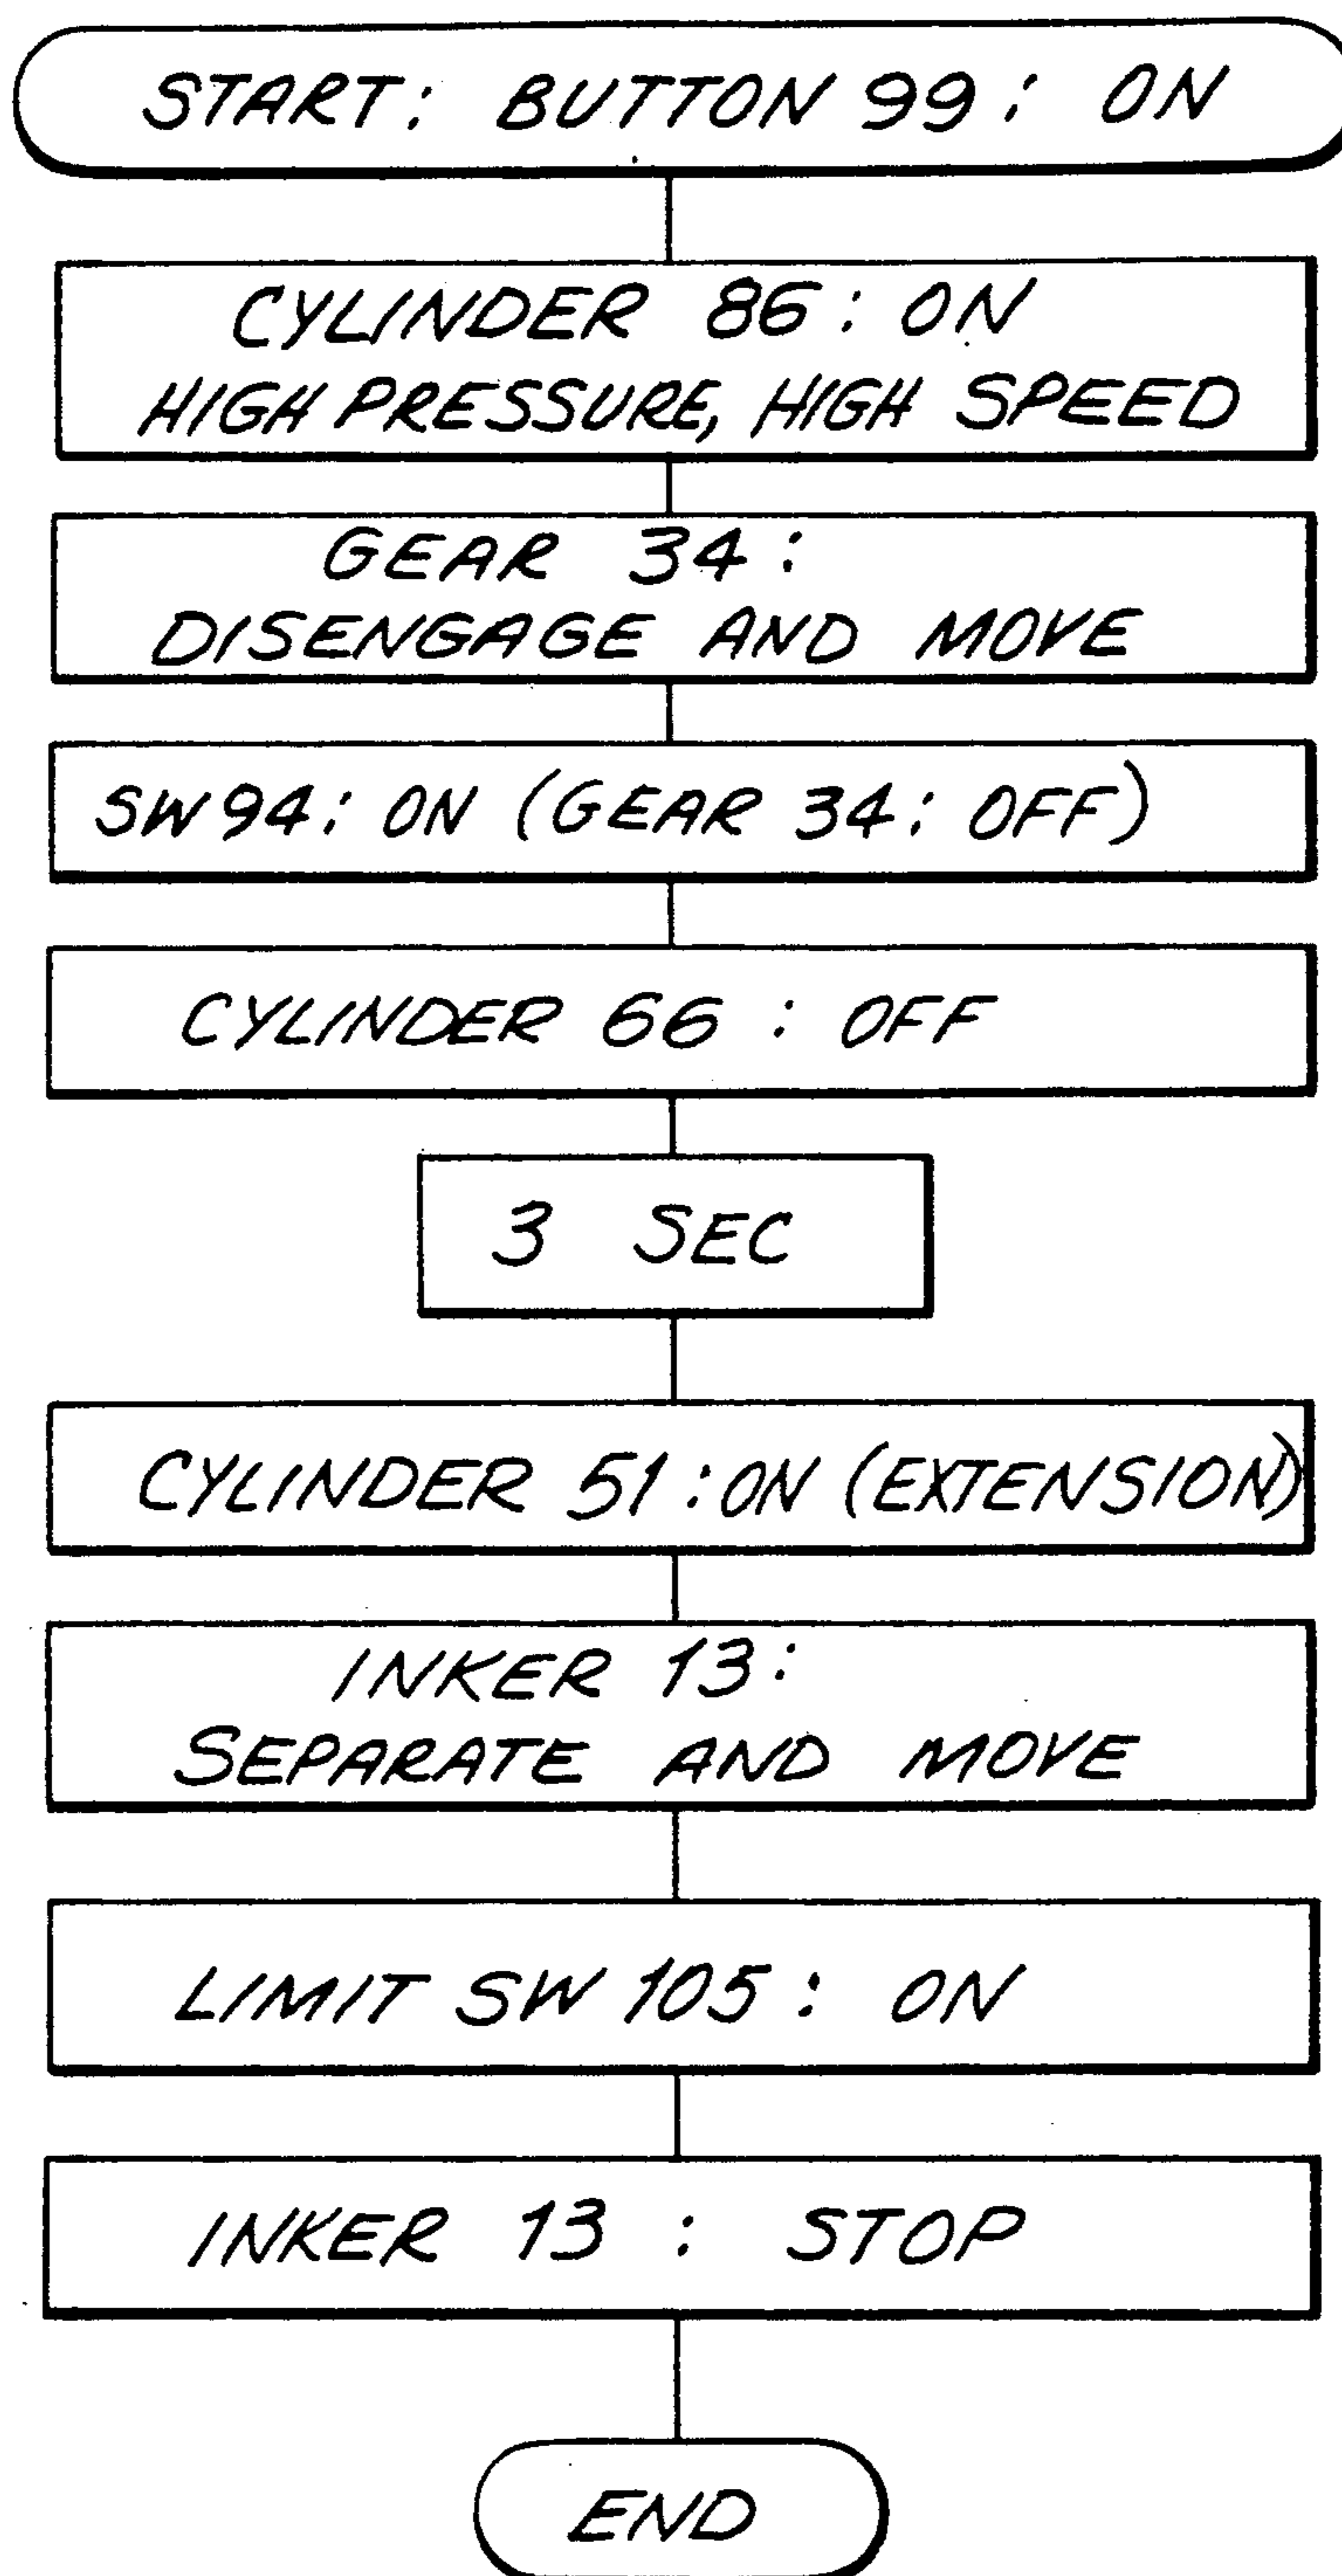 START: BUTTON 99: ON
CYLINDER 86: ON
HIGH PRESSURE, HIGH SPEED
GEAR 34:
DISENGAGE AND MOVE
SW94: ON (GEAR 34: OFF)
CYLINDER 66: OFF
3 SEC
CYLINDER 51: ON (EXTENSION)
INKER 13:
SEPARATE AND MOVE
LIMIT SW 105: ON
INKER 13: STOP
END